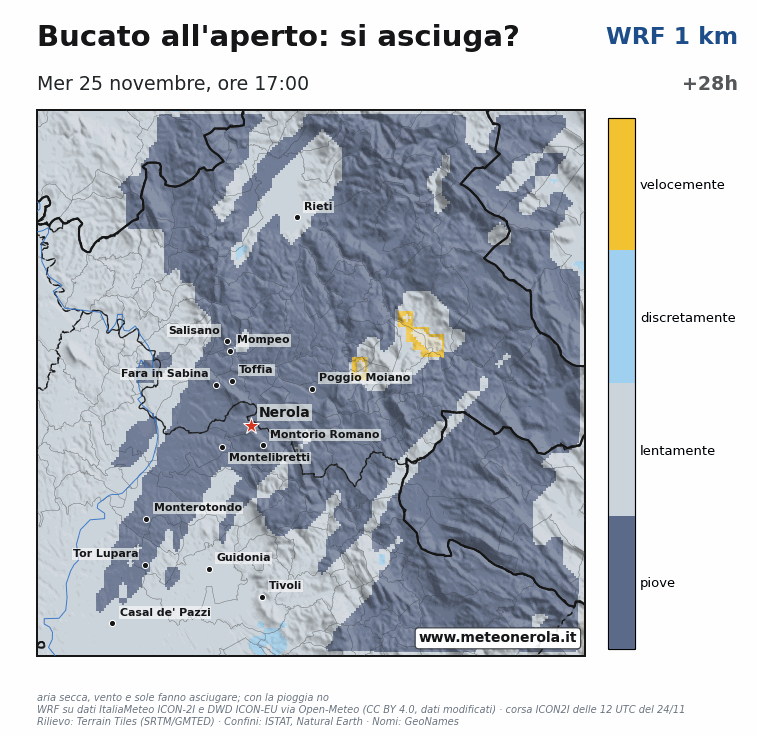 Bucato all'aperto: si asciuga?
WRF 1 km
Mer 25 novembre, ore 17:00
+28h
Rieti
Salisano
Mompeo
Toffia
Fara in Sabina
Poggio Moiano
Nerola
Montorio Romano
Montelibretti
Monterotondo
Tor Lupara
Guidonia
Tivoli
Casal de' Pazzi
www.meteonerola.it
velocemente
discretamente
lentamente
piove
aria secca, vento e sole fanno asciugare; con la pioggia no
WRF su dati ItaliaMeteo ICON-2I e DWD ICON-EU via Open-Meteo (CC BY 4.0, dati modificati) · corsa ICON2I delle 12 UTC del 24/11
Rilievo: Terrain Tiles (SRTM/GMTED) · Confini: ISTAT, Natural Earth · Nomi: GeoNames